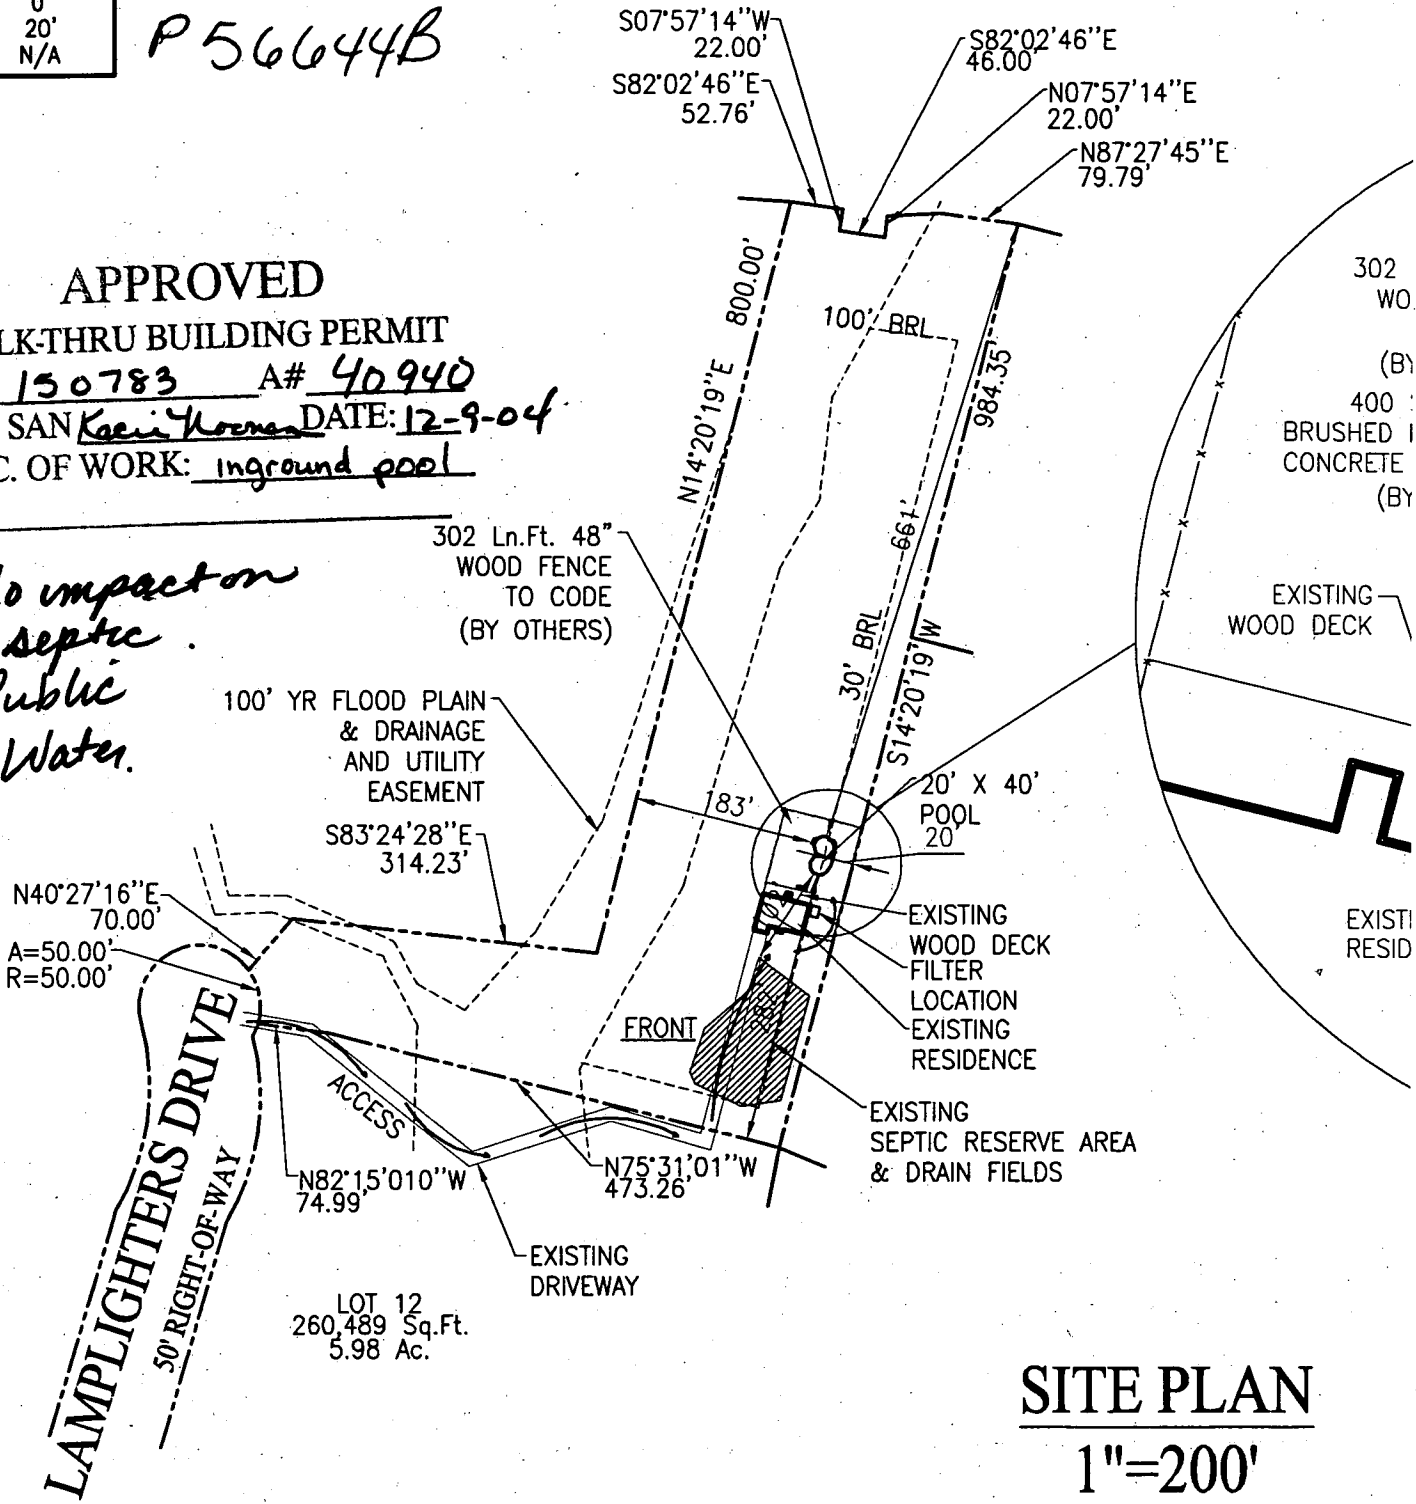 0
20'
N/A
P 56644B
S07°57'14''W
22.00'
S82°02'46''E
52.76'
S82°02'46''E
46.00'
N07°57'14''E
22.00'
N87°27'45''E
79.79'
APPROVED
LK-THRU BUILDING PERMIT
150783 A# 40940
SAN DATE: 12-9-04
C. OF WORK: inground pool
impact on
septic.
Public
Water.
800.00'
N14°20'19''E
100' BRL
984.35'
661'
30' BRL
S14°20'19''W
302 Ln.Ft. 48"
WOOD FENCE
TO CODE
(BY OTHERS)
100' YR FLOOD PLAIN
& DRAINAGE
AND UTILITY
EASEMENT
S83°24'28''E
314.23'
183'
20' X 40'
POOL
20'
N40°27'16''E
70.00'
A=50.00'
R=50.00'
EXISTING
WOOD DECK
FILTER
LOCATION
EXISTING
RESIDENCE
FRONT
EXISTING
SEPTIC RESERVE AREA
& DRAIN FIELDS
ACCESS
N82°15'010''W
74.99'
N75°31'01''W
473.26'
EXISTING
DRIVEWAY
LAMPLIGHTERS DRIVE
50' RIGHT-OF-WAY
LOT 12
260,489 Sq.Ft.
5.98 Ac.
302
WO
(BY
400
BRUSHED
CONCRETE
(BY
EXISTING
WOOD DECK
EXISTI
RESID
SITE PLAN
1"=200'